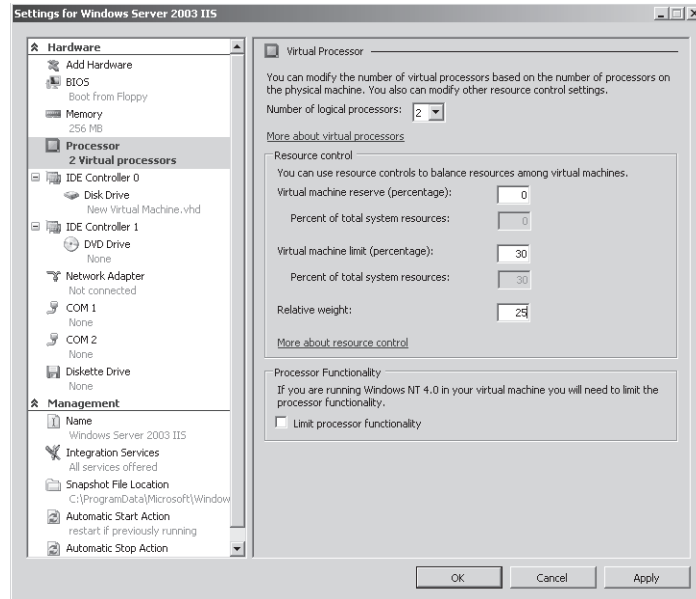 Settings for Windows Server 2003 IIS
Hardware
Add Hardware
BIOS
Boot from Floppy
Memory
256 MB
Processor
2 Virtual processors
IDE Controller 0
Disk Drive
New Virtual Machine.vhd
IDE Controller 1
DVD Drive
None
Network Adapter
Not connected
COM 1
None
COM 2
None
Diskette Drive
None
Management
Name
Windows Server 2003 IIS
Integration Services
All services offered
Snapshot File Location
C:\ProgramData\Microsoft\Window
Automatic Start Action
restart if previously running
Automatic Stop Action
Virtual Processor
You can modify the number of virtual processors based on the number of processors on
the physical machine. You also can modify other resource control settings.
Number of logical processors: 2
More about virtual processors
Resource control
You can use resource controls to balance resources among virtual machines.
Virtual machine reserve (percentage): 0
Percent of total system resources: 0
Virtual machine limit (percentage): 30
Percent of total system resources: 30
Relative weight: 25
More about resource control
Processor Functionality
If you are running Windows NT 4.0 in your virtual machine you will need to limit the
processor functionality.
Limit processor functionality
OK Cancel Apply